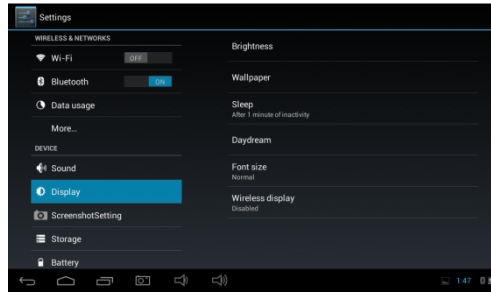 Settings
WIRELESS & NETWORKS
Wi-Fi
OFF
Bluetooth
ON
Data usage
More...
DEVICE
Sound
Display
ScreenshotSetting
Storage
Battery
Brightness
Wallpaper
Sleep
After 1 minute of inactivity
Daydream
Font size
Normal
Wireless display
Disabled
1:47